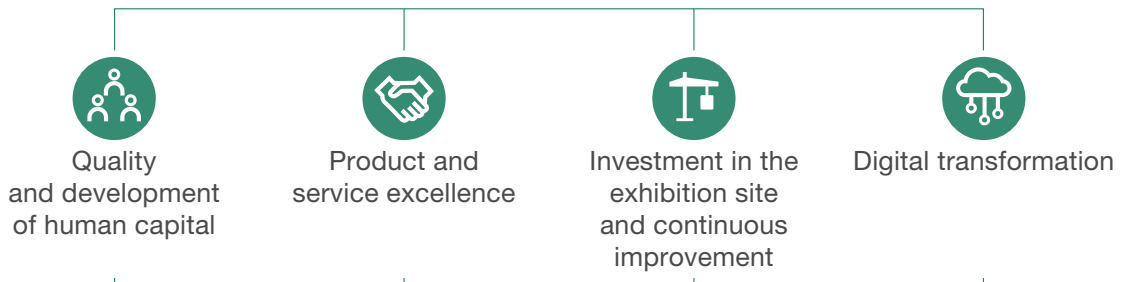 Quality
and development
of human capital
Product and
service excellence
Investment in the
exhibition site
and continuous
improvement
Digital transformation